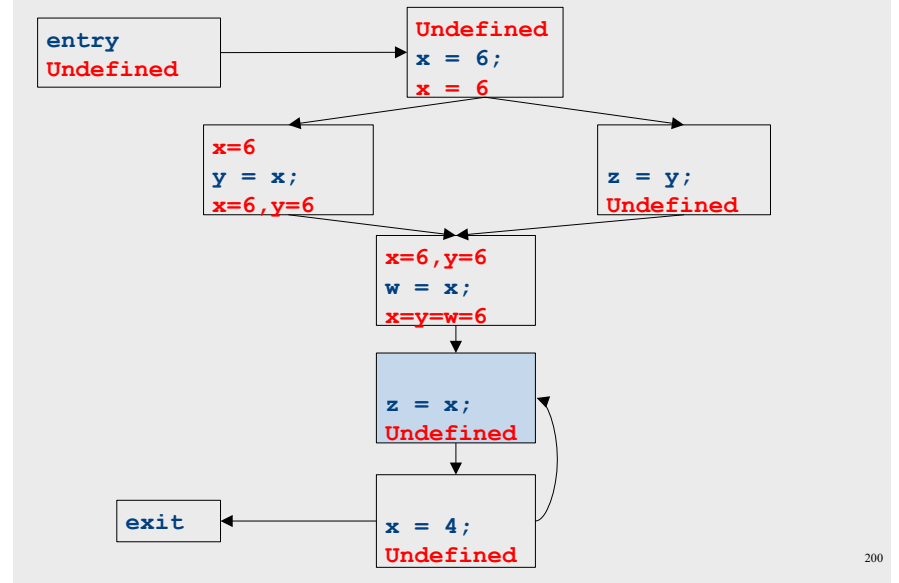 entry
Undefined
Undefined
x = 6;
x = 6
x=6
y = x;
x=6,y=6
z = y;
Undefined
x=6,y=6
w = x;
x=y=w=6
z = x;
Undefined
exit
x = 4;
Undefined
200